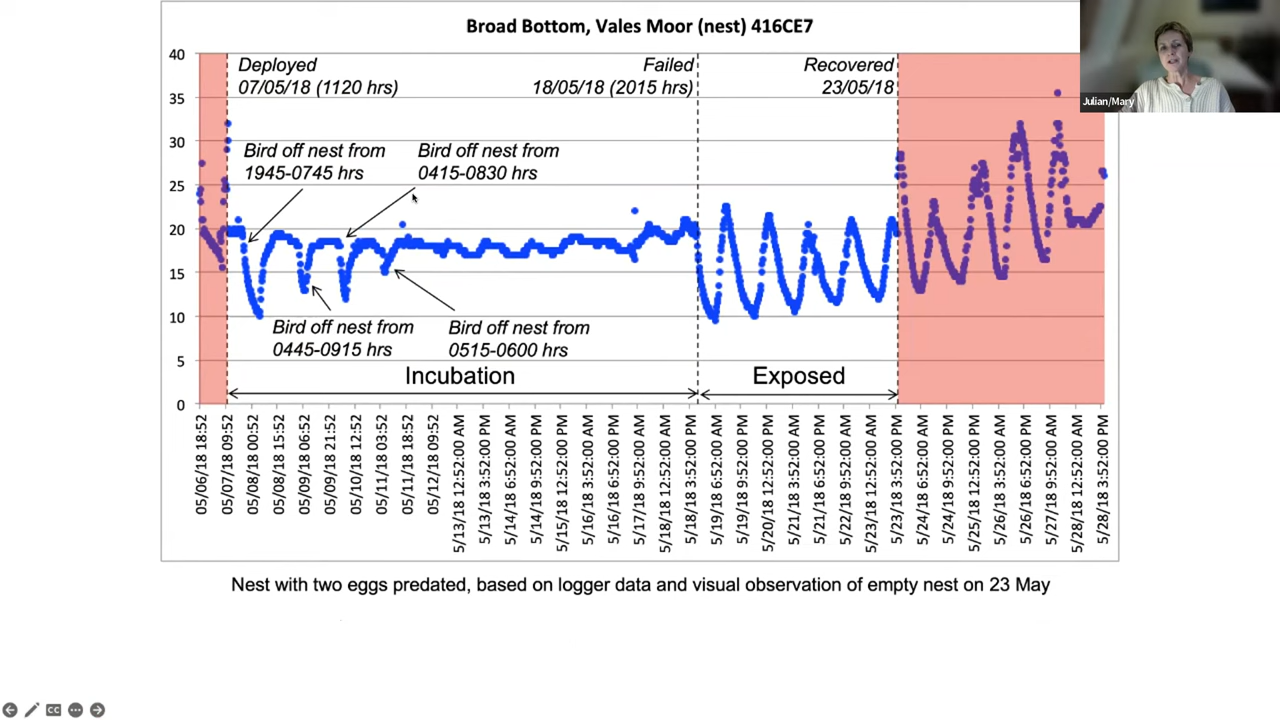 Broad Bottom, Vales Moor (nest) 416CE7
Julian/Mary
40
35
30
25
20
15
10
5
0
Deployed
07/05/18 (1120 hrs)
Failed
18/05/18 (2015 hrs)
Recovered
23/05/18
Bird off nest from
1945-0745 hrs
Bird off nest from
0415-0830 hrs
Bird off nest from
0445-0915 hrs
Bird off nest from
0515-0600 hrs
Incubation
Exposed
05/06/18 18:52
05/07/18 09:52
05/08/18 00:52
05/08/18 15:52
05/09/18 06:52
05/09/18 21:52
05/10/18 12:52
05/11/18 03:52
05/11/18 18:52
05/12/18 09:52
5/13/18 12:52:00 AM
5/13/18 3:52:00 PM
5/14/18 6:52:00 AM
5/14/18 9:52:00 PM
5/15/18 12:52:00 PM
5/16/18 3:52:00 AM
5/16/18 6:52:00 PM
5/17/18 9:52:00 AM
5/18/18 12:52:00 AM
5/18/18 3:52:00 PM
5/19/18 6:52:00 AM
5/19/18 9:52:00 PM
5/20/18 12:52:00 PM
5/21/18 3:52:00 AM
5/21/18 6:52:00 PM
5/22/18 9:52:00 AM
5/23/18 12:52:00 AM
5/23/18 3:52:00 PM
5/24/18 6:52:00 AM
5/24/18 9:52:00 PM
5/25/18 12:52:00 PM
5/26/18 3:52:00 AM
5/26/18 6:52:00 PM
5/27/18 9:52:00 AM
5/28/18 12:52:00 AM
5/28/18 3:52:00 PM
Nest with two eggs predated, based on logger data and visual observation of empty nest on 23 May
CC